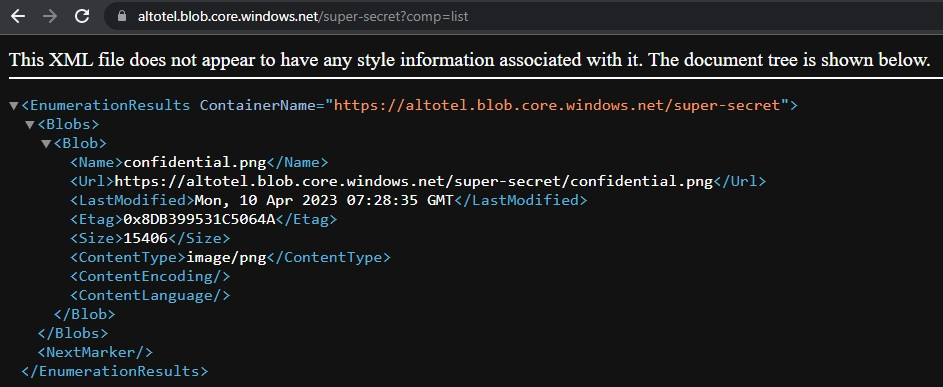 altotel.blob.core.windows.net/super-secret?comp=list
This XML file does not appear to have any style information associated with it. The document tree is shown below.
▼<EnumerationResults ContainerName="https://altotel.blob.core.windows.net/super-secret">
▼<Blobs>
▼<Blob>
<Name>confidential.png</Name>
<Url>https://altotel.blob.core.windows.net/super-secret/confidential.png</Url>
<LastModified>Mon, 10 Apr 2023 07:28:35 GMT</LastModified>
<Etag>0x8DB399531C5064A</Etag>
<Size>15406</Size>
<ContentType>image/png</ContentType>
<ContentEncoding/>
<ContentLanguage/>
</Blob>
</Blobs>
<NextMarker/>
</EnumerationResults>